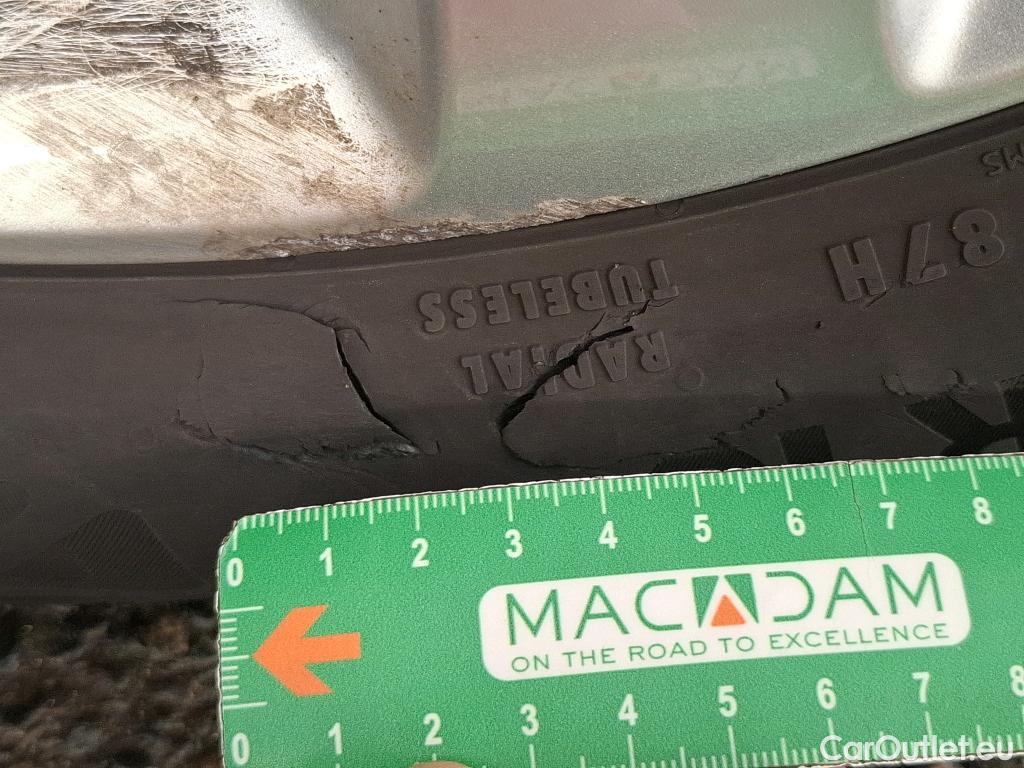 MS
87H
RADIAL
TUBELESS
0 1 2 3 4 5 6 7 8
MACADAM
ON THE ROAD TO EXCELLENCE
0 1 2 3 4 5 6 7 8
CarOutlet.eu